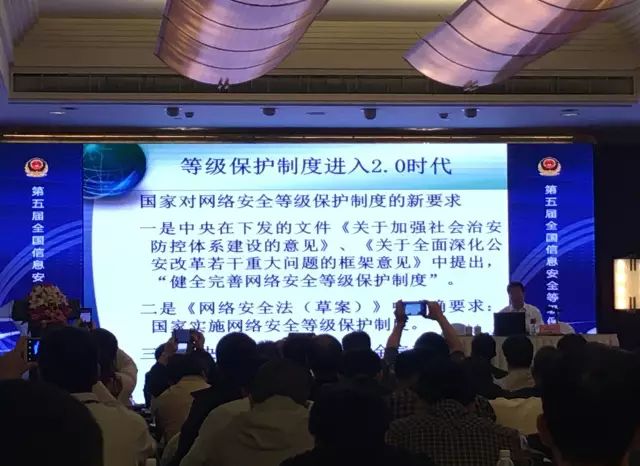 等级保护制度进入2.0时代
国家对网络安全等级保护制度的新要求
一是中央在下发的文件《关于加强社会治安
防控体系建设的意见》、《关于全面深化公
安改革若干重大问题的框架意见》中提出，
“健全完善网络安全等级保护制度”。
二是《网络安全法（草案）》 确要求：
国家实施网络安全等级保护制度。
三
第五届全国信息安
第五届全国信息安全等